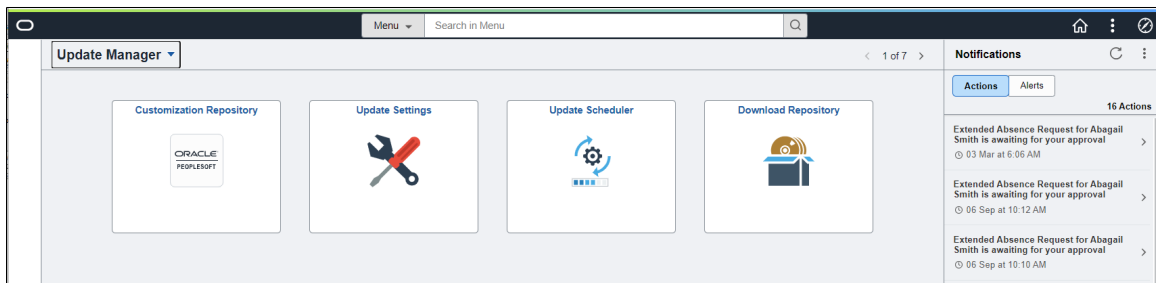 Menu
Search in Menu
Update Manager
1 of 7
Customization Repository
ORACLE
PEOPLESOFT
Update Settings
Update Scheduler
Download Repository
Notifications
Actions
Alerts
16 Actions
Extended Absence Request for Abagail
Smith is awaiting for your approval
03 Mar at 6:06 AM
Extended Absence Request for Abagail
Smith is awaiting for your approval
06 Sep at 10:12 AM
Extended Absence Request for Abagail
Smith is awaiting for your approval
06 Sep at 10:10 AM